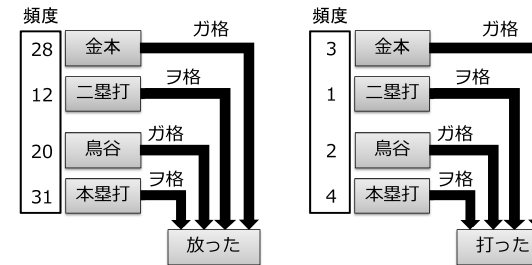 頻度
ガ格
28
金本
ヲ格
12
二塁打
ガ格
20
鳥谷
ヲ格
31
本塁打
放った
頻度
ガ格
3
金本
ヲ格
1
二塁打
ガ格
2
鳥谷
ヲ格
4
本塁打
打った